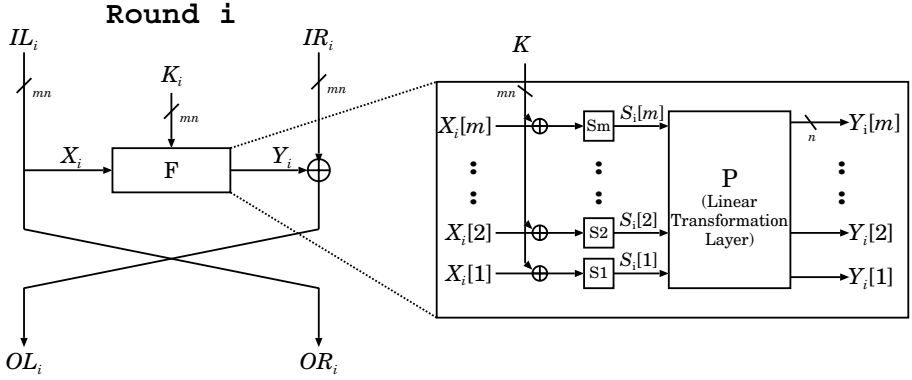 Round i
IL_i
IR_i
mn
K_i
mn
mn
X_i
F
Y_i
OL_i
OR_i
K
mn
X_i[m]
Sm
S_i[m]
Y_i[m]
n
P
(Linear
Transformation
Layer)
X_i[2]
S2
S_i[2]
Y_i[2]
X_i[1]
S1
S_i[1]
Y_i[1]